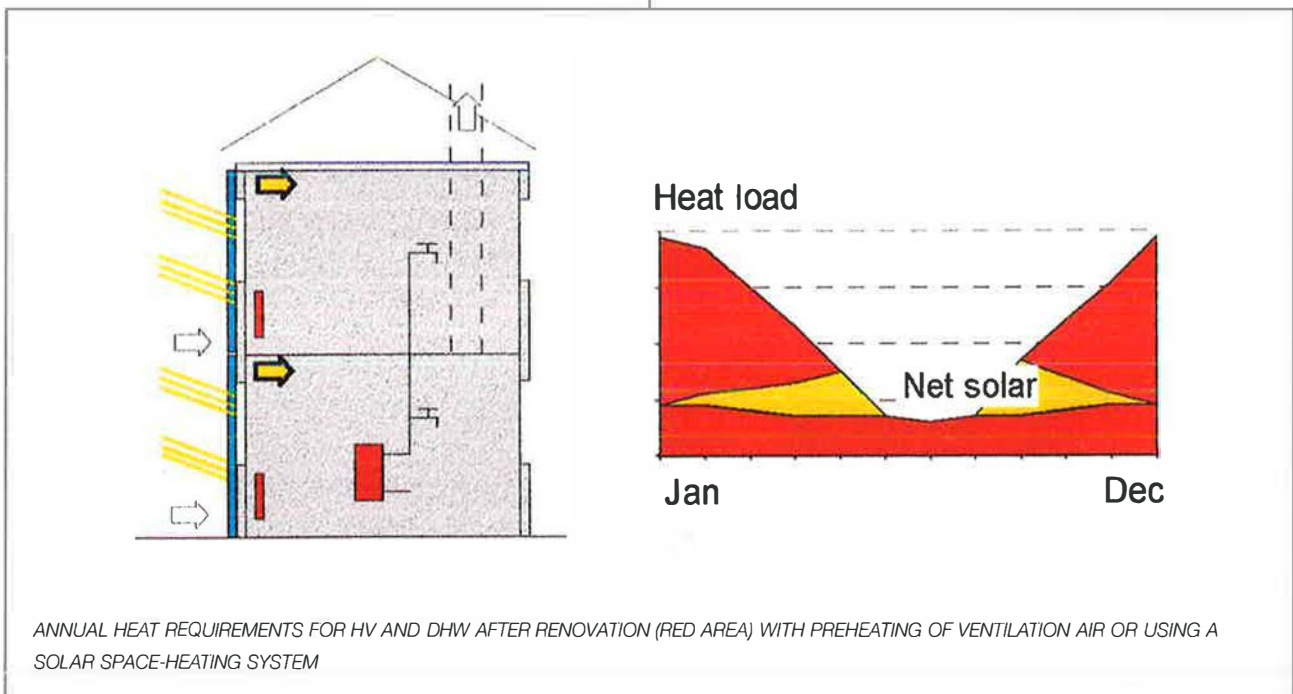 Heat load
Net solar
Jan
Dec
ANNUAL HEAT REQUIREMENTS FOR HV AND DHW AFTER RENOVATION (RED AREA) WITH PREHEATING OF VENTILATION AIR OR USING A
SOLAR SPACE-HEATING SYSTEM